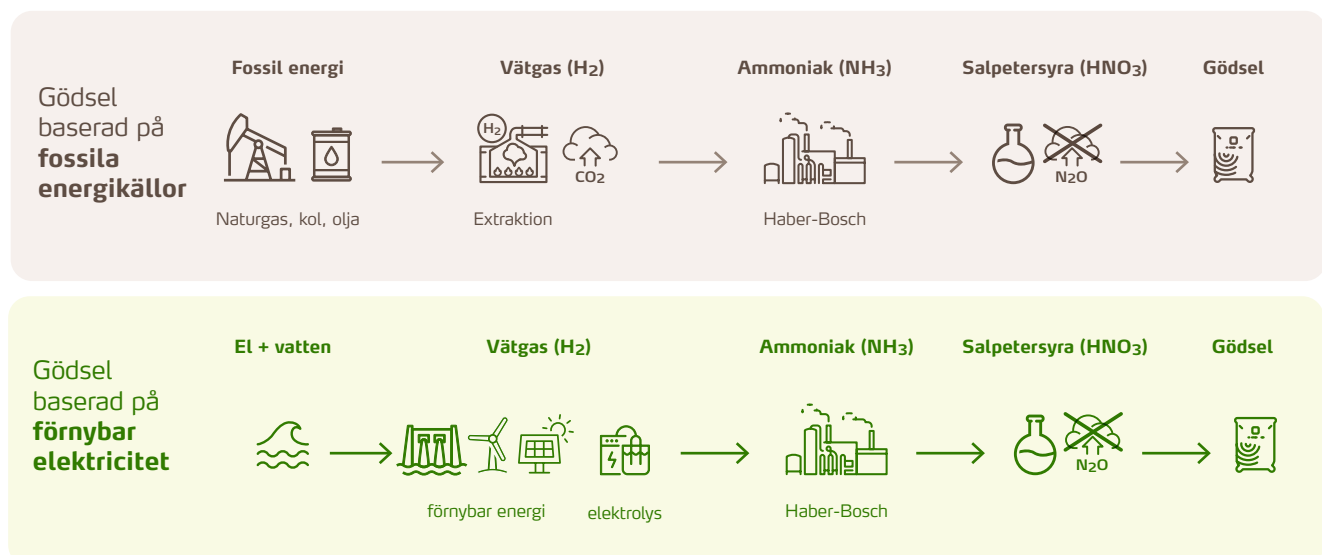 Gödsel
baserad på
fossila
energikällor
Fossil energi
Vätgas (H2)
Ammoniak (NH3)
Salpetersyra (HNO3)
Gödsel
H2
CO2
N2O
Naturgas, kol, olja
Extraktion
Haber-Bosch
Gödsel
baserad på
förnybar
elektricitet
El + vatten
Vätgas (H2)
Ammoniak (NH3)
Salpetersyra (HNO3)
Gödsel
N2O
förnybar energi
elektrolys
Haber-Bosch